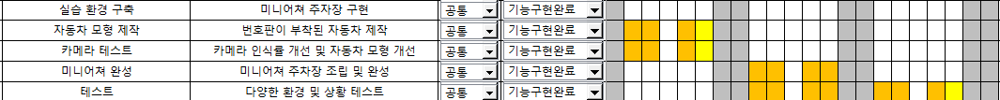 실습 환경 구축 미니어쳐 주자장 구현 공통 기능구현완료
자동차 모형 제작 번호판이 부착된 자동차 제작 공통 기능구현완료
카메라 테스트 카메라 인식률 개선 및 자동차 모형 개선 공통 기능구현완료
미니어쳐 완성 미니어쳐 주차장 조립 및 완성 공통 기능구현완료
테스트 다양한 환경 및 상황 테스트 공통 기능구현완료